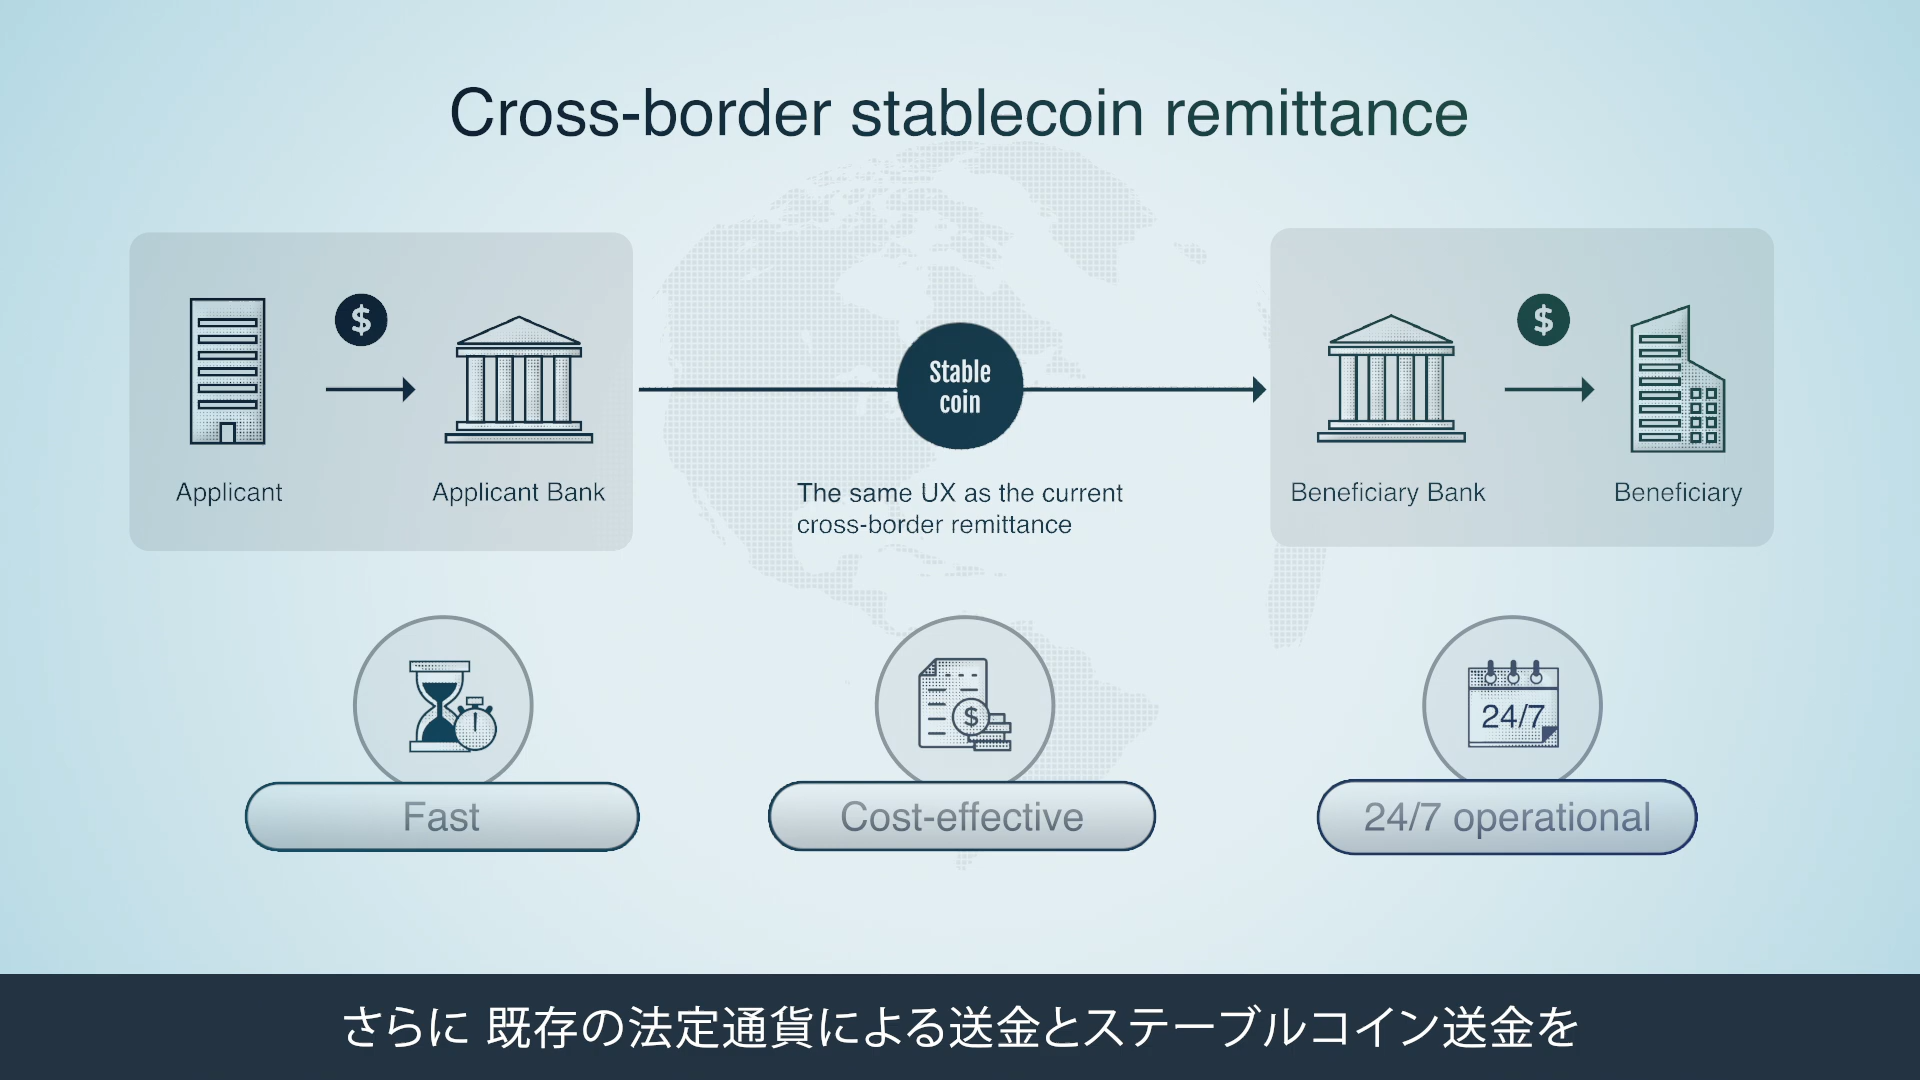 Cross-border stablecoin remittance
$
Applicant
Applicant Bank
Stable
coin
The same UX as the current
cross-border remittance
$
Beneficiary Bank
Beneficiary
Fast
$
Cost-effective
24/7
24/7 operational
さらに 既存の法定通貨による送金とステーブルコイン送金を